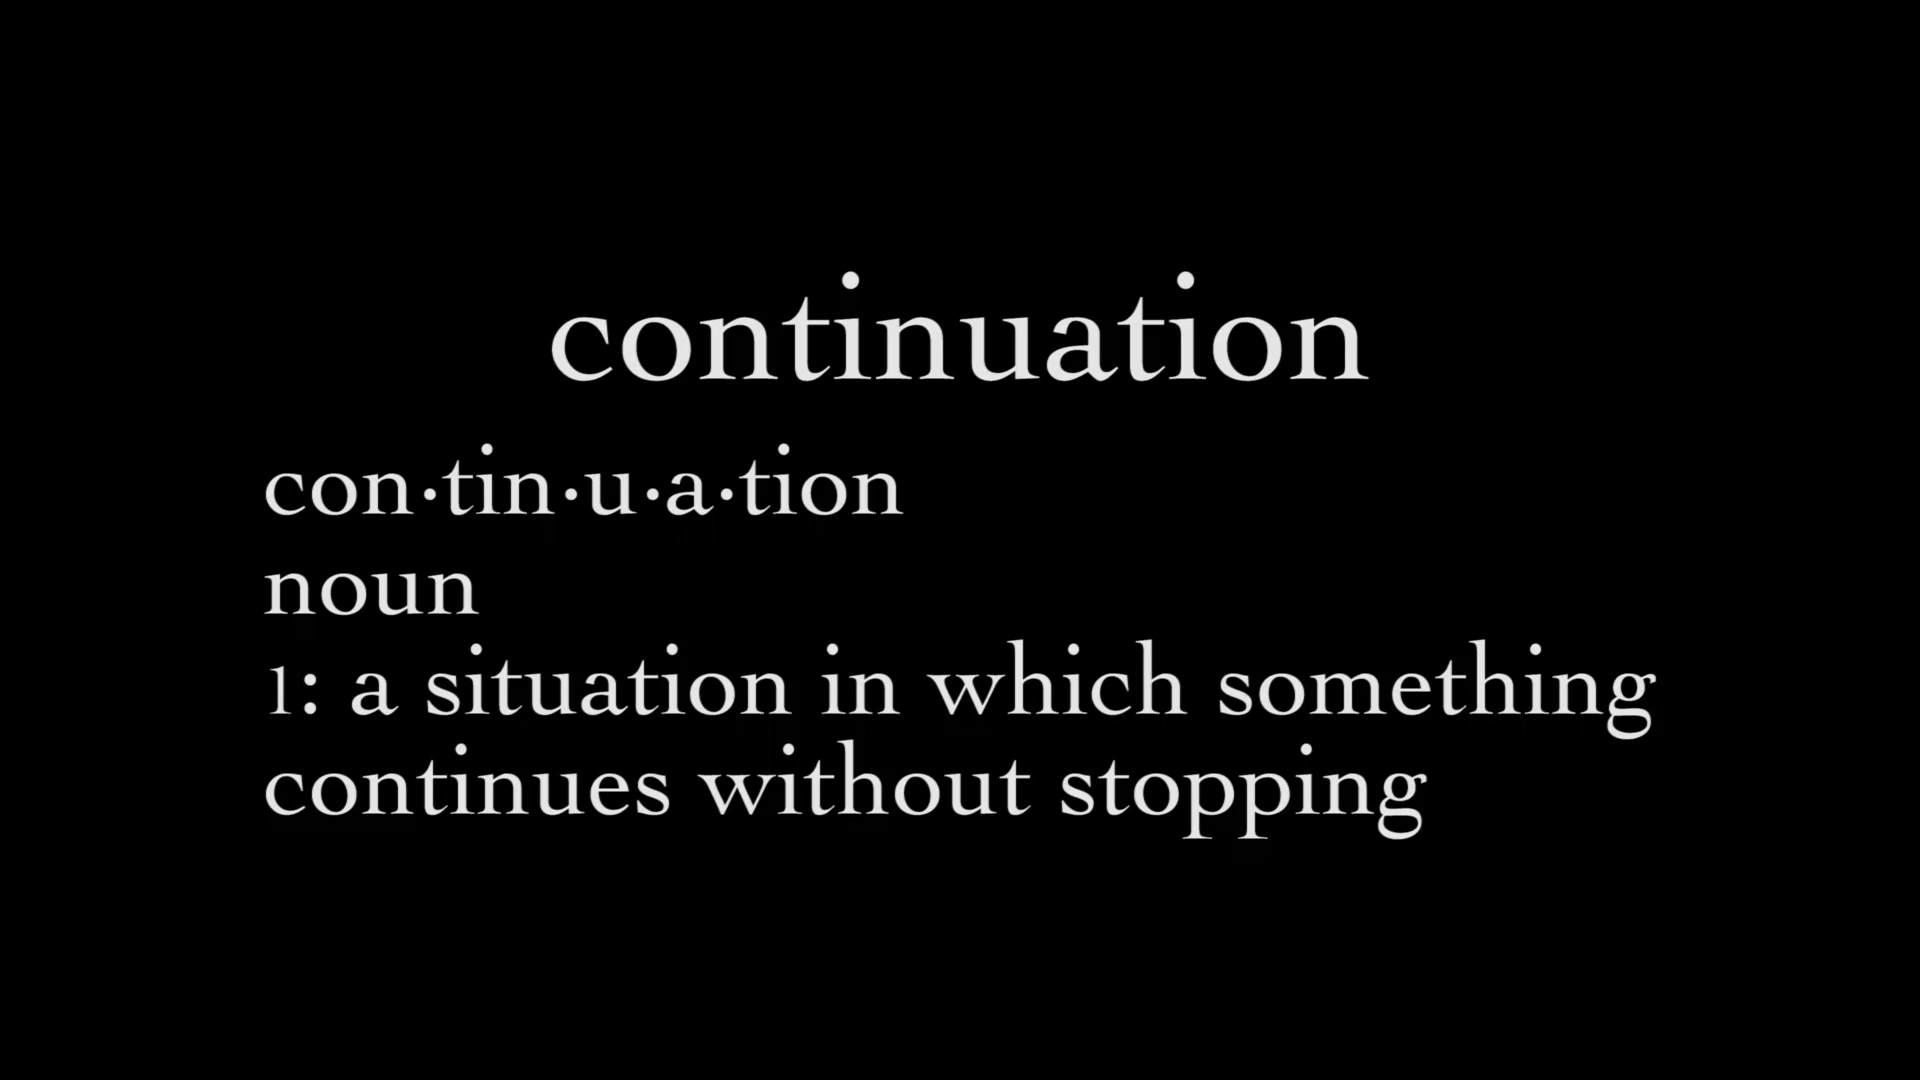 continuation
con·tin·u·a·tion
noun
1: a situation in which something
continues without stopping